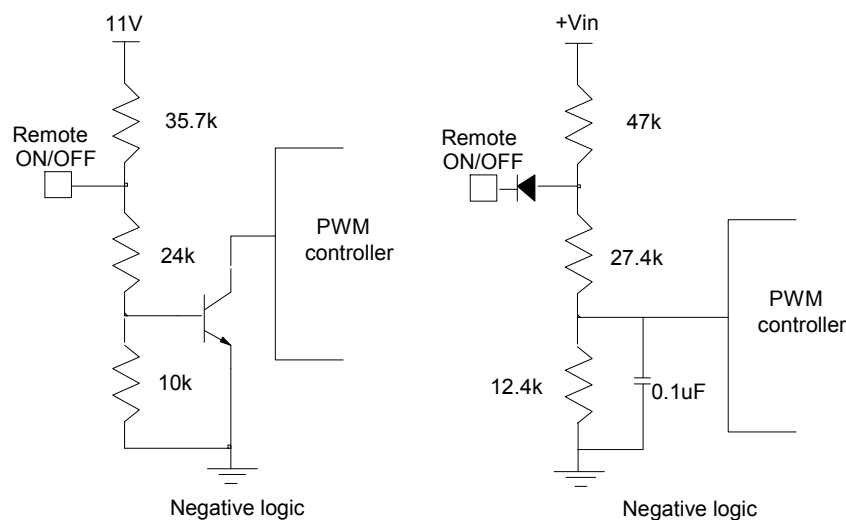 11V
35.7k
Remote
ON/OFF
24k
PWM
controller
10k
Negative logic
+Vin
47k
Remote
ON/OFF
27.4k
PWM
controller
12.4k
0.1uF
Negative logic